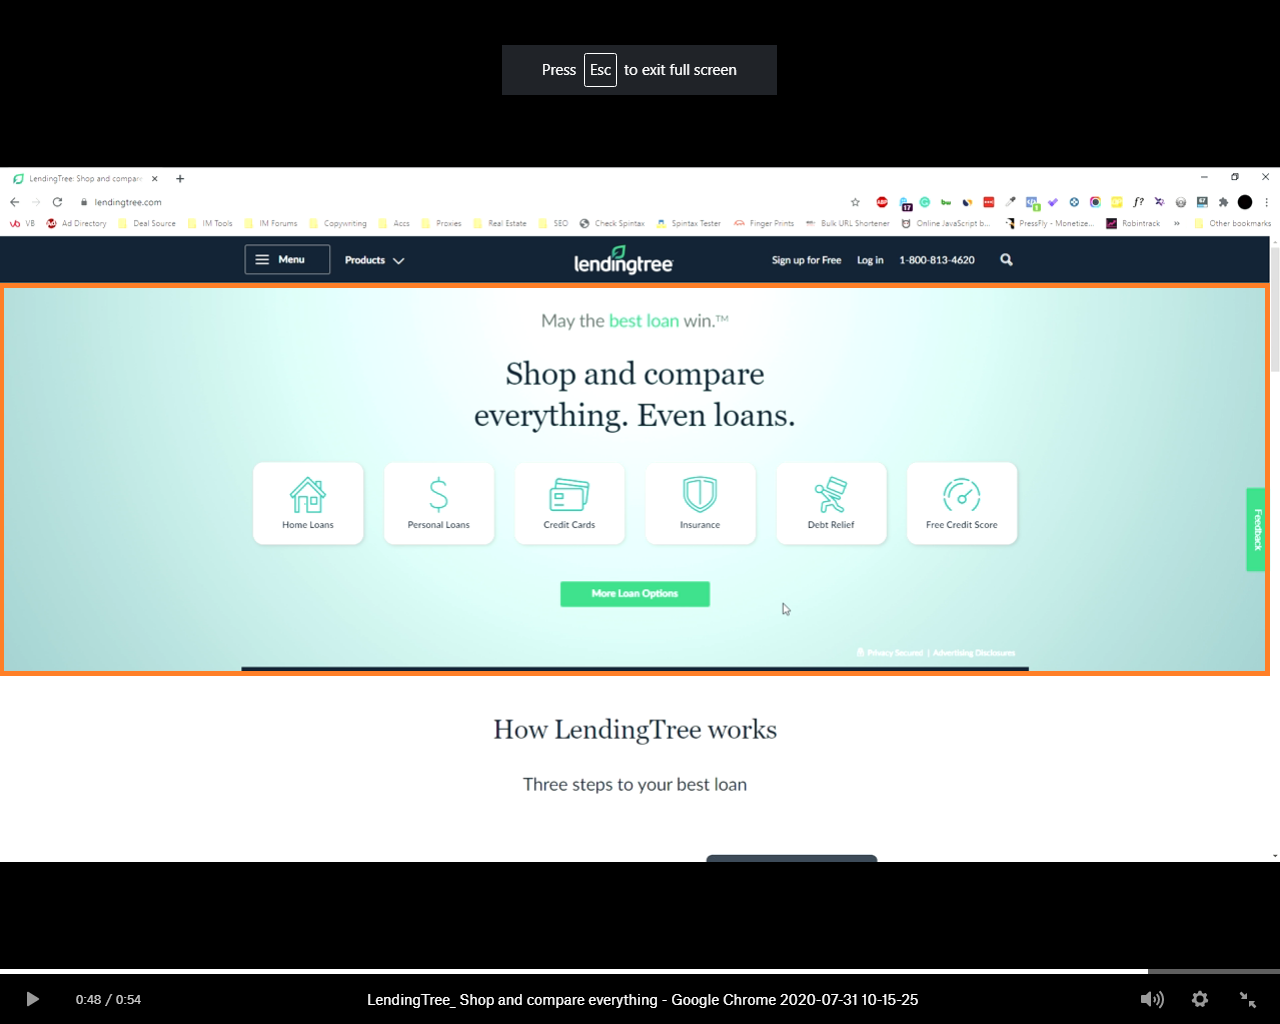 Press Esc to exit full screen
LendingTree: Shop and compar
lendingtree.com
VB Ad Directory Deal Source IM Tools IM Forums Copywriting Accs Proxies Real Estate SEO Check Spintax Spintax Tester Finger Prints Bulk URL Shortener Online JavaScript b... PressFly - Monetize... Robintrack » Other bookmarks
Menu Products lendingtree Sign up for Free Log in 1-800-813-4620
May the best loan win.™
Shop and compare
everything. Even loans.
Home Loans Personal Loans Credit Cards Insurance Debt Relief Free Credit Score
Feedback
More Loan Options
Privacy Secured | Advertising Disclosures
How LendingTree works
Three steps to your best loan
0:48 / 0:54 LendingTree_ Shop and compare everything - Google Chrome 2020-07-31 10-15-25